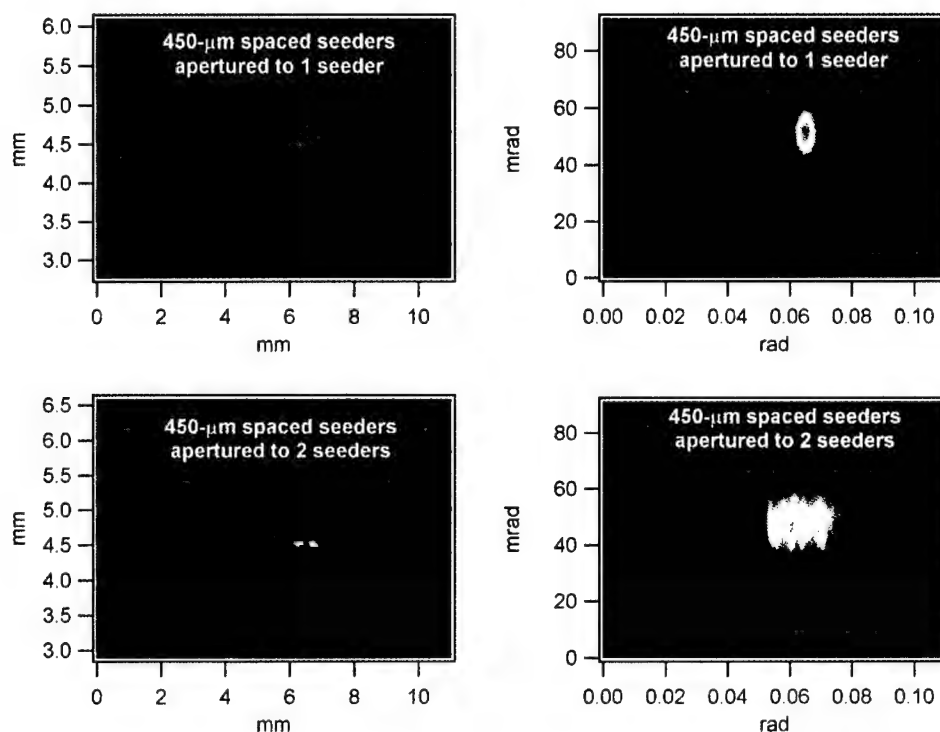 450-μm spaced seeders
apertured to 1 seeder
6.0
5.5
5.0
4.5
4.0
3.5
3.0
mm
0 2 4 6 8 10
mm
450-μm spaced seeders
apertured to 1 seeder
80
60
40
20
0
mrad
0.00 0.02 0.04 0.06 0.08 0.10
rad
450-μm spaced seeders
apertured to 2 seeders
6.5
6.0
5.5
5.0
4.5
4.0
3.5
3.0
mm
0 2 4 6 8 10
mm
450-μm spaced seeders
apertured to 2 seeders
80
60
40
20
0
mrad
0.00 0.02 0.04 0.06 0.08 0.10
rad